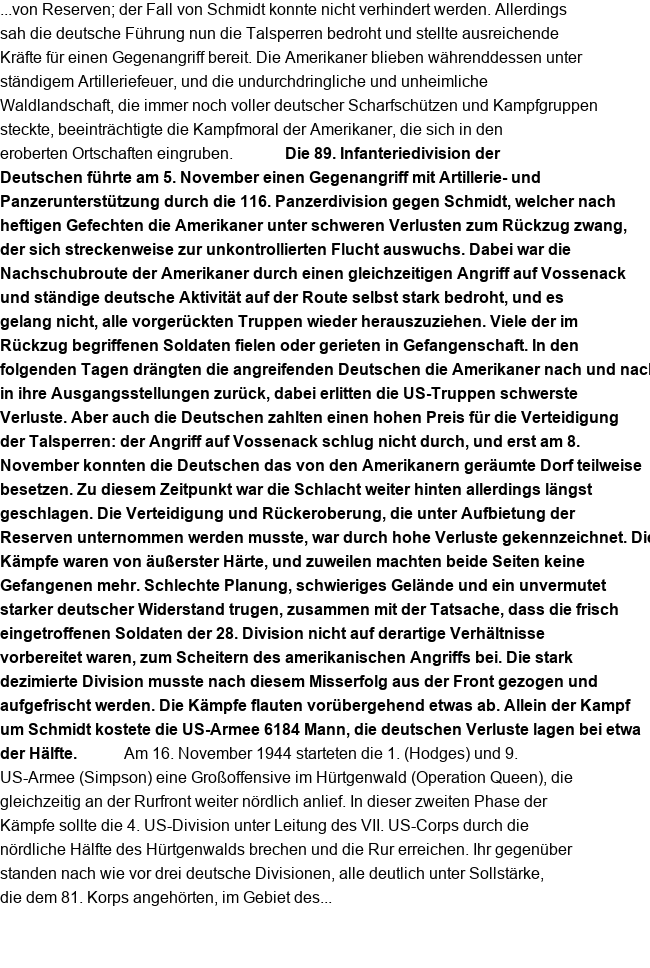 ...von Reserven; der Fall von Schmidt konnte nicht verhindert werden. Allerdings
sah die deutsche Führung nun die Talsperren bedroht und stellte ausreichende
Kräfte für einen Gegenangriff bereit. Die Amerikaner blieben währenddessen unter
ständigem Artilleriefeuer, und die undurchdringliche und unheimliche
Waldlandschaft, die immer noch voller deutscher Scharfschützen und Kampfgruppen
steckte, beeinträchtigte die Kampfmoral der Amerikaner, die sich in den
eroberten Ortschaften eingruben. Die 89. Infanteriedivision der
Deutschen führte am 5. November einen Gegenangriff mit Artillerie- und
Panzerunterstützung durch die 116. Panzerdivision gegen Schmidt, welcher nach
heftigen Gefechten die Amerikaner unter schweren Verlusten zum Rückzug zwang,
der sich streckenweise zur unkontrollierten Flucht auswuchs. Dabei war die
Nachschubroute der Amerikaner durch einen gleichzeitigen Angriff auf Vossenack
und ständige deutsche Aktivität auf der Route selbst stark bedroht, und es
gelang nicht, alle vorgerückten Truppen wieder herauszuziehen. Viele der im
Rückzug begriffenen Soldaten fielen oder gerieten in Gefangenschaft. In den
folgenden Tagen drängten die angreifenden Deutschen die Amerikaner nach und nach
in ihre Ausgangsstellungen zurück, dabei erlitten die US-Truppen schwerste
Verluste. Aber auch die Deutschen zahlten einen hohen Preis für die Verteidigung
der Talsperren: der Angriff auf Vossenack schlug nicht durch, und erst am 8.
November konnten die Deutschen das von den Amerikanern geräumte Dorf teilweise
besetzen. Zu diesem Zeitpunkt war die Schlacht weiter hinten allerdings längst
geschlagen. Die Verteidigung und Rückeroberung, die unter Aufbietung der
Reserven unternommen werden musste, war durch hohe Verluste gekennzeichnet. Die
Kämpfe waren von äußerster Härte, und zuweilen machten beide Seiten keine
Gefangenen mehr. Schlechte Planung, schwieriges Gelände und ein unvermutet
starker deutscher Widerstand trugen, zusammen mit der Tatsache, dass die frisch
eingetroffenen Soldaten der 28. Division nicht auf derartige Verhältnisse
vorbereitet waren, zum Scheitern des amerikanischen Angriffs bei. Die stark
dezimierte Division musste nach diesem Misserfolg aus der Front gezogen und
aufgefrischt werden. Die Kämpfe flauten vorübergehend etwas ab. Allein der Kampf
um Schmidt kostete die US-Armee 6184 Mann, die deutschen Verluste lagen bei etwa
der Hälfte. Am 16. November 1944 starteten die 1. (Hodges) und 9.
US-Armee (Simpson) eine Großoffensive im Hürtgenwald (Operation Queen), die
gleichzeitig an der Rurfront weiter nördlich anlief. In dieser zweiten Phase der
Kämpfe sollte die 4. US-Division unter Leitung des VII. US-Corps durch die
nördliche Hälfte des Hürtgenwalds brechen und die Rur erreichen. Ihr gegenüber
standen nach wie vor drei deutsche Divisionen, alle deutlich unter Sollstärke,
die dem 81. Korps angehörten, im Gebiet des...